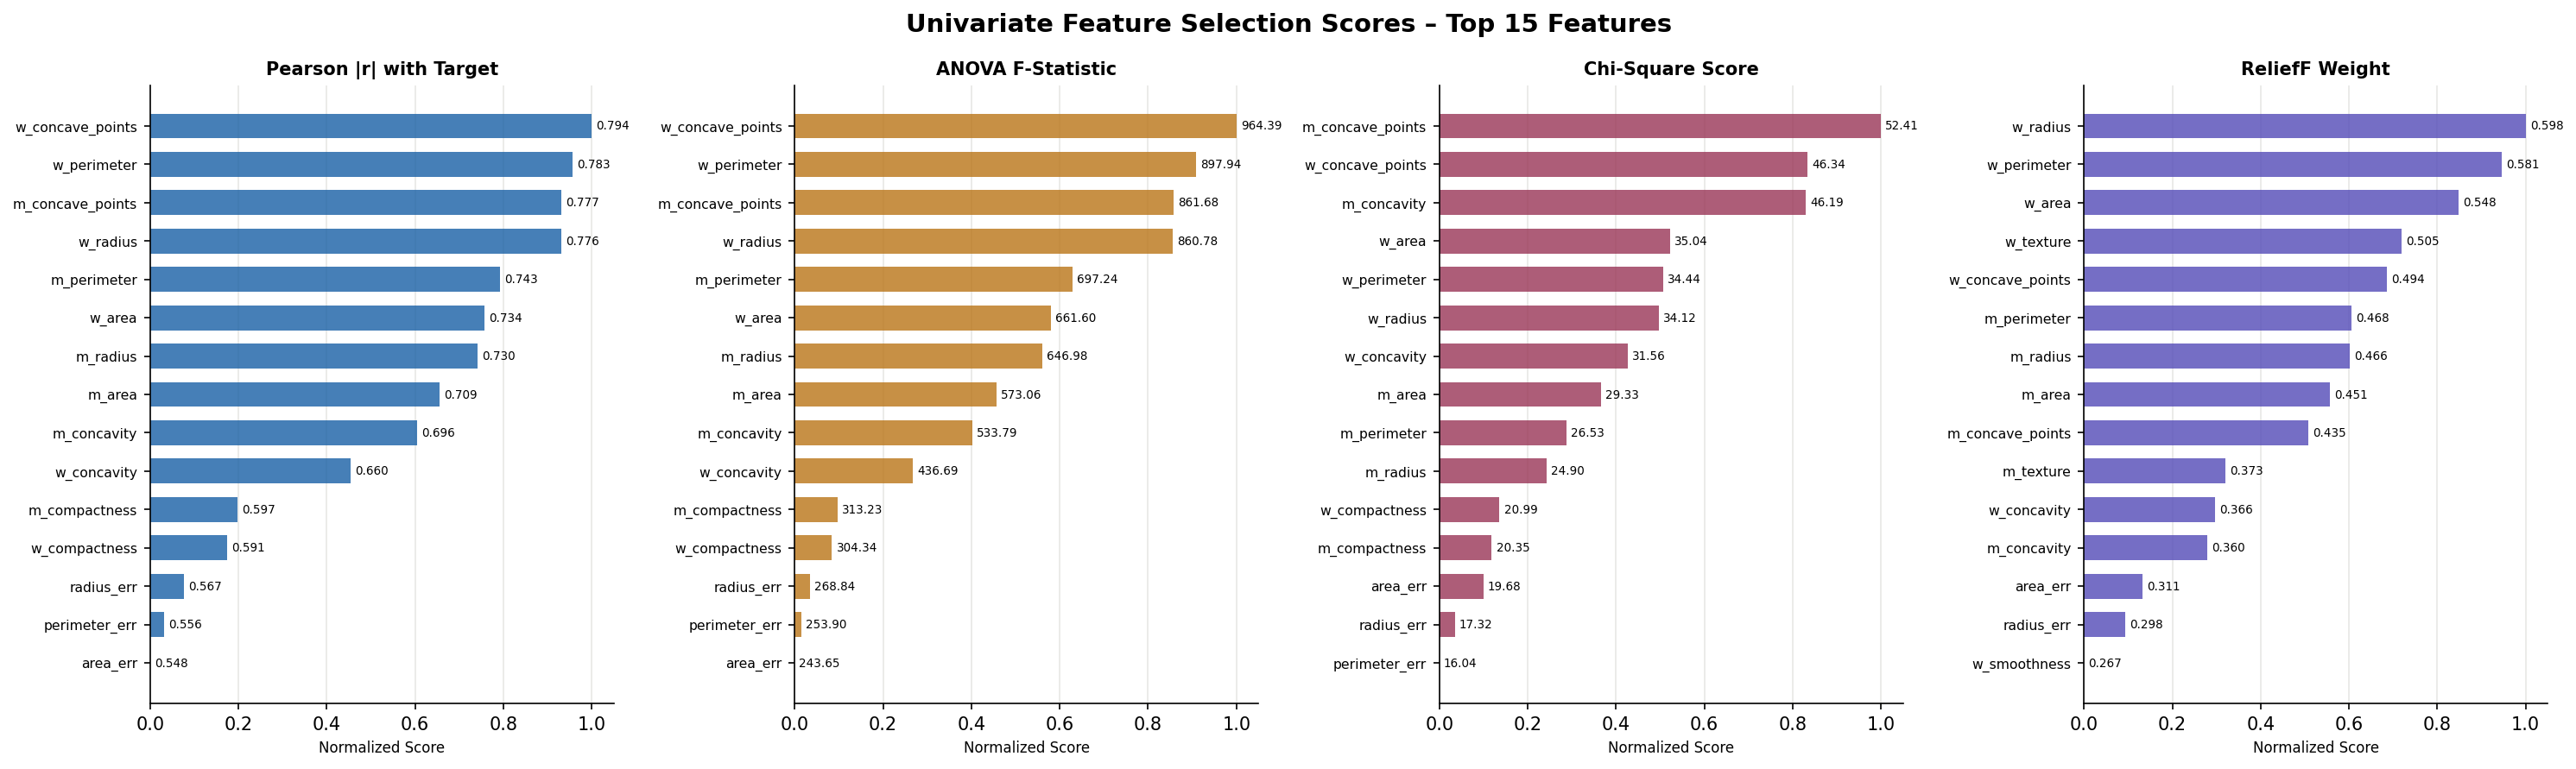 Univariate Feature Selection Scores – Top 15 Features
Pearson |r| with Target
w_concave_points 0.794
w_perimeter 0.783
m_concave_points 0.777
w_radius 0.776
m_perimeter 0.743
w_area 0.734
m_radius 0.730
m_area 0.709
m_concavity 0.696
w_concavity 0.660
m_compactness 0.597
w_compactness 0.591
radius_err 0.567
perimeter_err 0.556
area_err 0.548
0.0 0.2 0.4 0.6 0.8 1.0
Normalized Score
ANOVA F-Statistic
w_concave_points 964.39
w_perimeter 897.94
m_concave_points 861.68
w_radius 860.78
m_perimeter 697.24
w_area 661.60
m_radius 646.98
m_area 573.06
m_concavity 533.79
w_concavity 436.69
m_compactness 313.23
w_compactness 304.34
radius_err 268.84
perimeter_err 253.90
area_err 243.65
0.0 0.2 0.4 0.6 0.8 1.0
Normalized Score
Chi-Square Score
m_concave_points 52.41
w_concave_points 46.34
m_concavity 46.19
w_area 35.04
w_perimeter 34.44
w_radius 34.12
w_concavity 31.56
m_area 29.33
m_perimeter 26.53
m_radius 24.90
w_compactness 20.99
m_compactness 20.35
area_err 19.68
radius_err 17.32
perimeter_err 16.04
0.0 0.2 0.4 0.6 0.8 1.0
Normalized Score
ReliefF Weight
w_radius 0.598
w_perimeter 0.581
w_area 0.548
w_texture 0.505
w_concave_points 0.494
m_perimeter 0.468
m_radius 0.466
m_area 0.451
m_concave_points 0.435
m_texture 0.373
w_concavity 0.366
m_concavity 0.360
area_err 0.311
radius_err 0.298
w_smoothness 0.267
0.0 0.2 0.4 0.6 0.8 1.0
Normalized Score